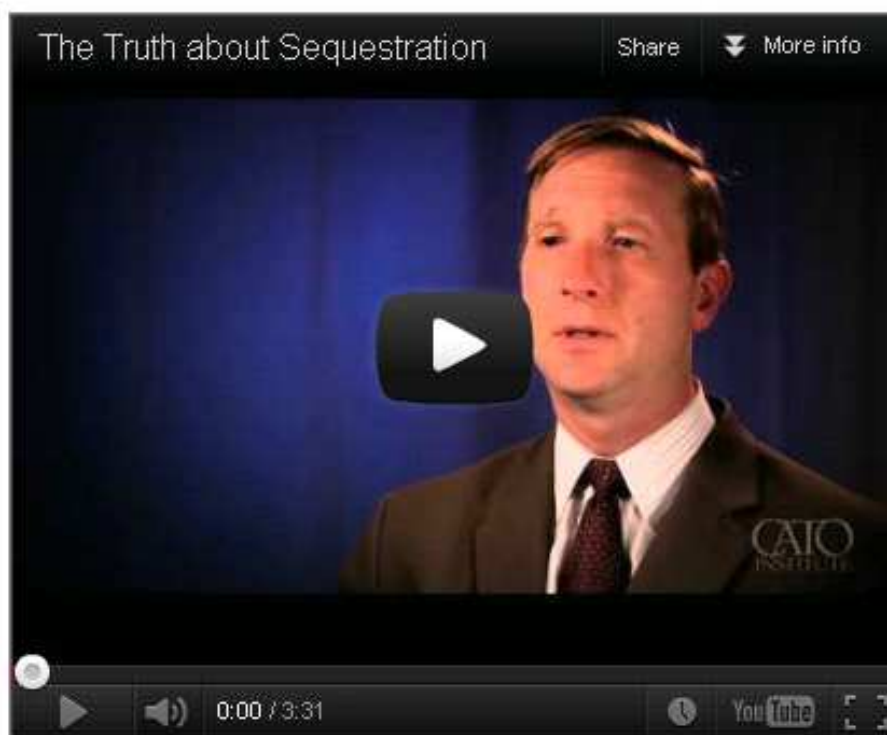 The Truth about Sequestration
Share
More info
CATO
INSTITUTE
0:00 / 3:31
YouTube